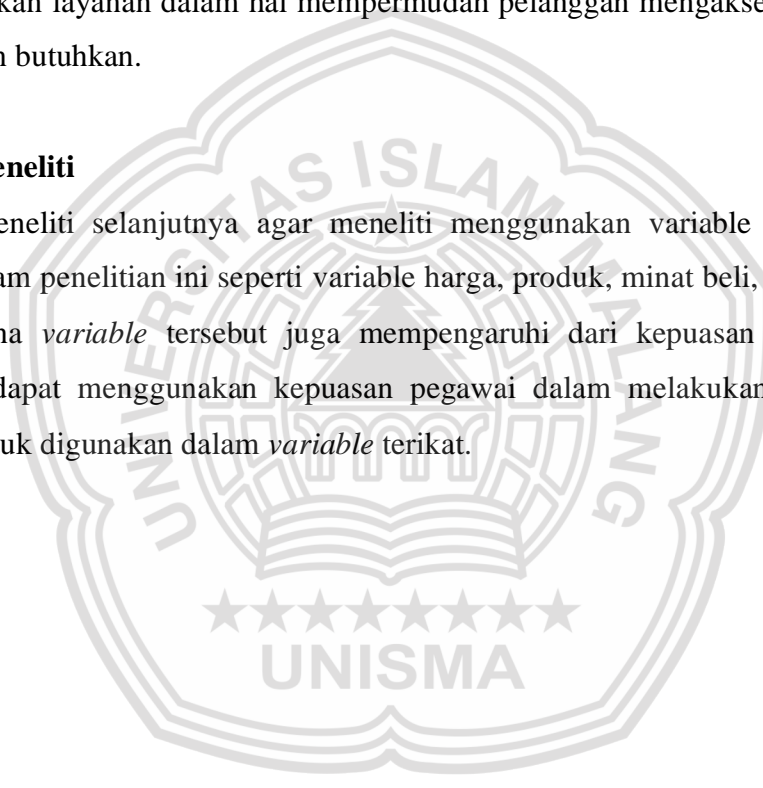 kan layanan dalam hal mempermudah pelanggan mengakse
n butuhkan.
eneliti
eneliti selanjutnya agar meneliti menggunakan variable
am penelitian ini seperti variable harga, produk, minat beli,
na variable tersebut juga mempengaruhi dari kepuasan
dapat menggunakan kepuasan pegawai dalam melakukan
uk digunakan dalam variable terikat.
UNIVERSITAS ISLAM MALANG
UNISMA